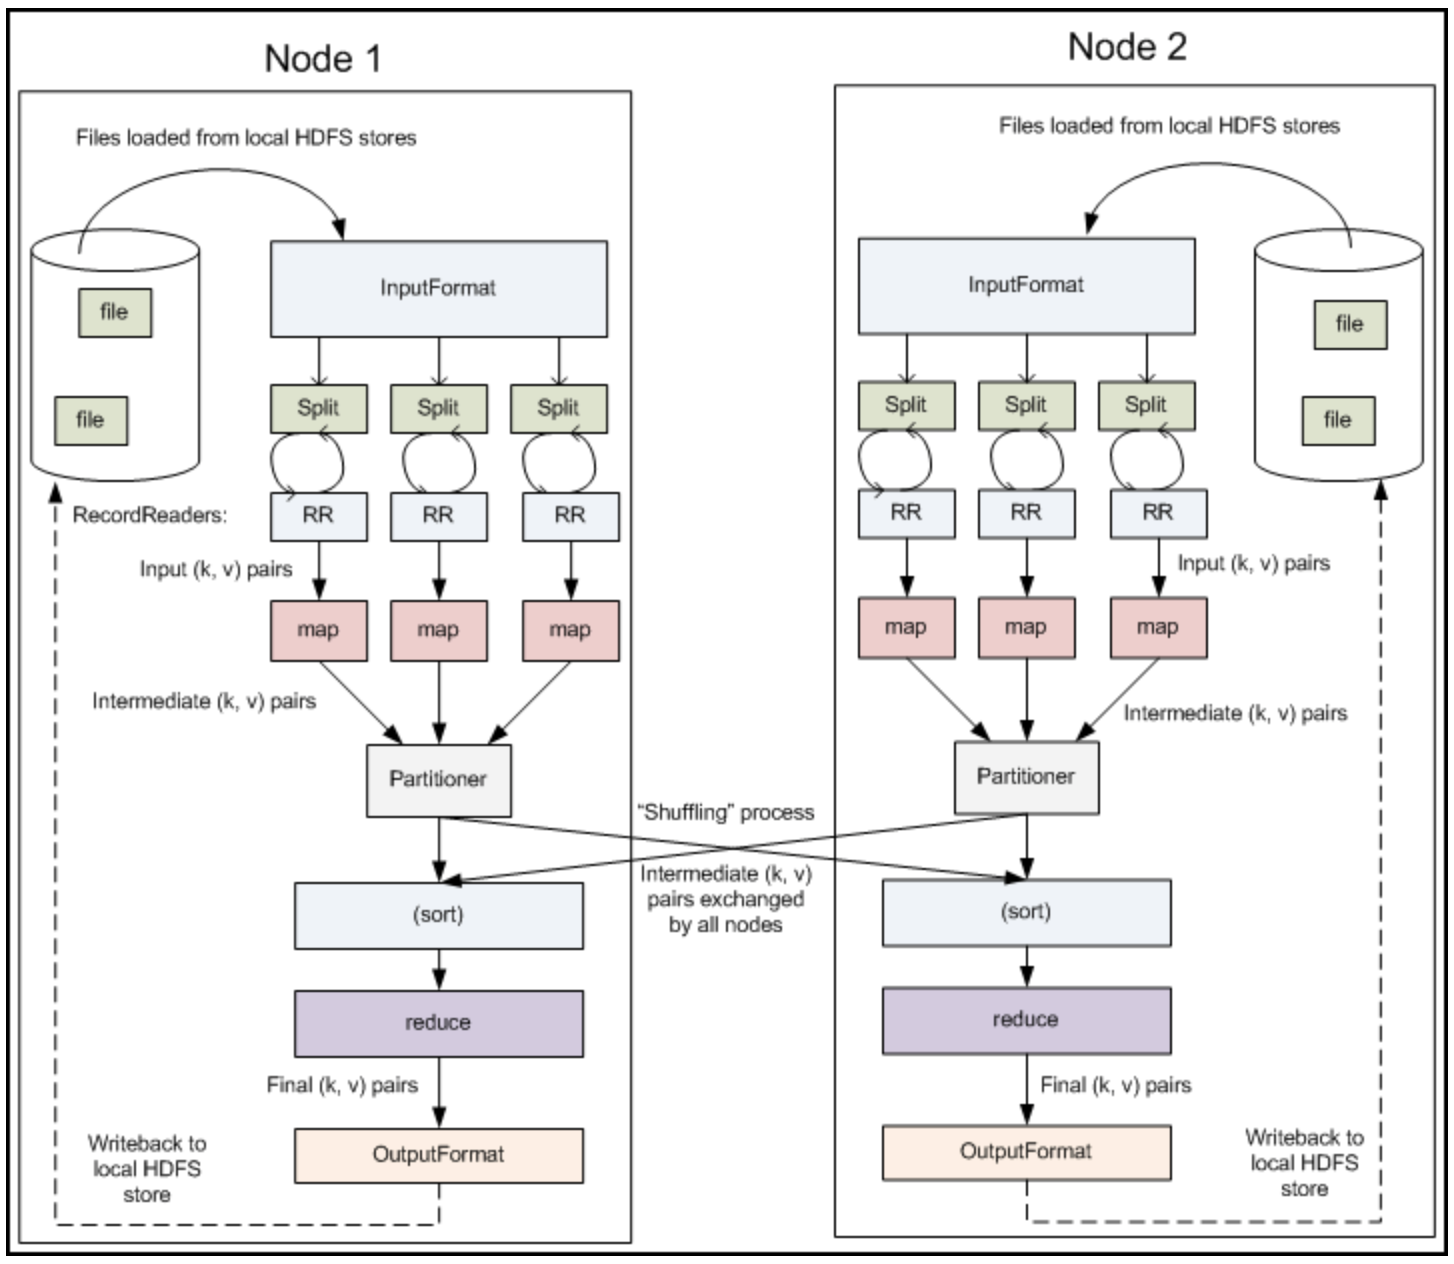 Node 1
Node 2
Files loaded from local HDFS stores
Files loaded from local HDFS stores
InputFormat
InputFormat
file
file
file
file
Split
Split
Split
Split
Split
Split
RecordReaders:
RR
RR
RR
RR
RR
RR
Input (k, v) pairs
Input (k, v) pairs
map
map
map
map
map
map
Intermediate (k, v) pairs
Intermediate (k, v) pairs
Partitioner
Partitioner
“Shuffling” process
Intermediate (k, v)
pairs exchanged
by all nodes
(sort)
(sort)
reduce
reduce
Final (k, v) pairs
Final (k, v) pairs
OutputFormat
OutputFormat
Writeback to
local HDFS
store
Writeback to
local HDFS
store